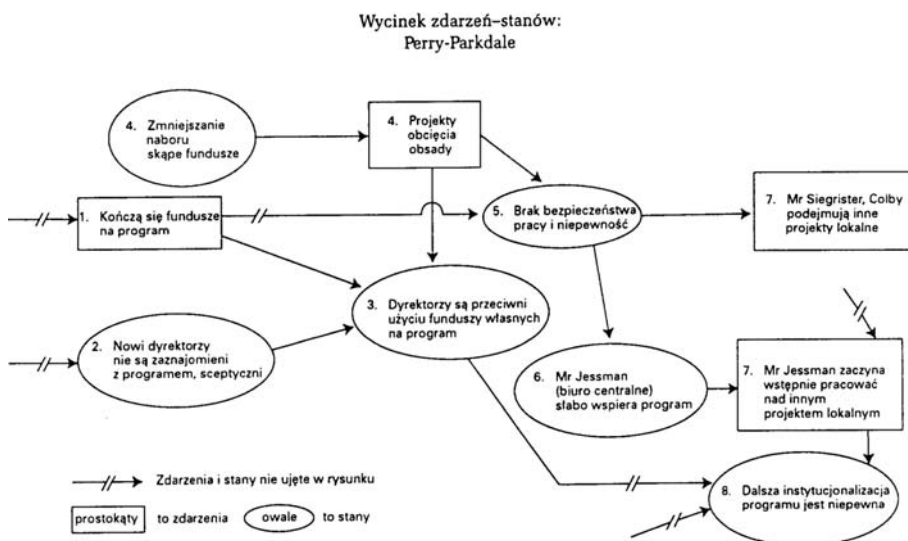 Wycinek zdarzeń–stanów:
Perry-Parkdale
4. Zmniejszanie
naboru
skąpe fundusze
4. Projekty
obcięcia
obsady
1. Kończą się fundusze
na program
5. Brak bezpieczeństwa
pracy i niepewność
7. Mr Siegrister, Colby
podejmują inne
projekty lokalne
3. Dyrektorzy są przeciwni
użyciu funduszy własnych
na program
2. Nowi dyrektorzy
nie są zaznajomieni
z programem, sceptyczni
6. Mr Jessman
(biuro centralne)
słabo wspiera program
7. Mr Jessman zaczyna
wstępnie pracować
nad innym
projektem lokalnym
8. Dalsza instytucjonalizacja
programu jest niepewna
Zdarzenia i stany nie ujęte w rysunku
prostokąty to zdarzenia owale to stany